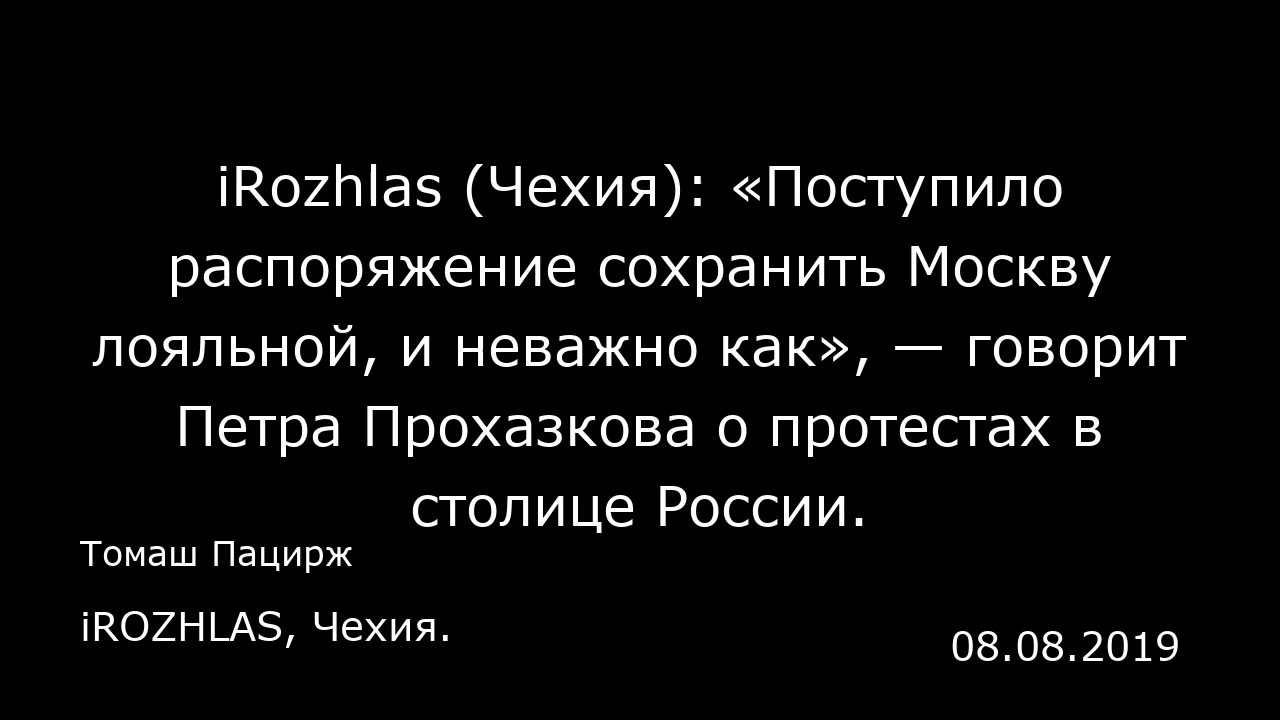 iRozhlas (Чехия): «Поступило
распоряжение сохранить Москву
лояльной, и неважно как», — говорит
Петра Прохазкова о протестах в
столице России.
Томаш Пацирж
iROZHLAS, Чехия.
08.08.2019